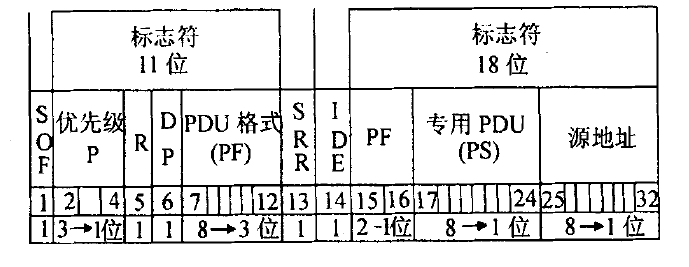 标志符
11 位
标志符
18 位
SOF
优先级
P
R
DP
PDU 格式
(PF)
SRR
IDE
PF
专用 PDU
(PS)
源地址
1 2 4 5 6 7 12 13 14 15 16 17 24 25 32
1 3→1位 1 1 8→3 位 1 1 2 -1位 8→1 位 8→1 位